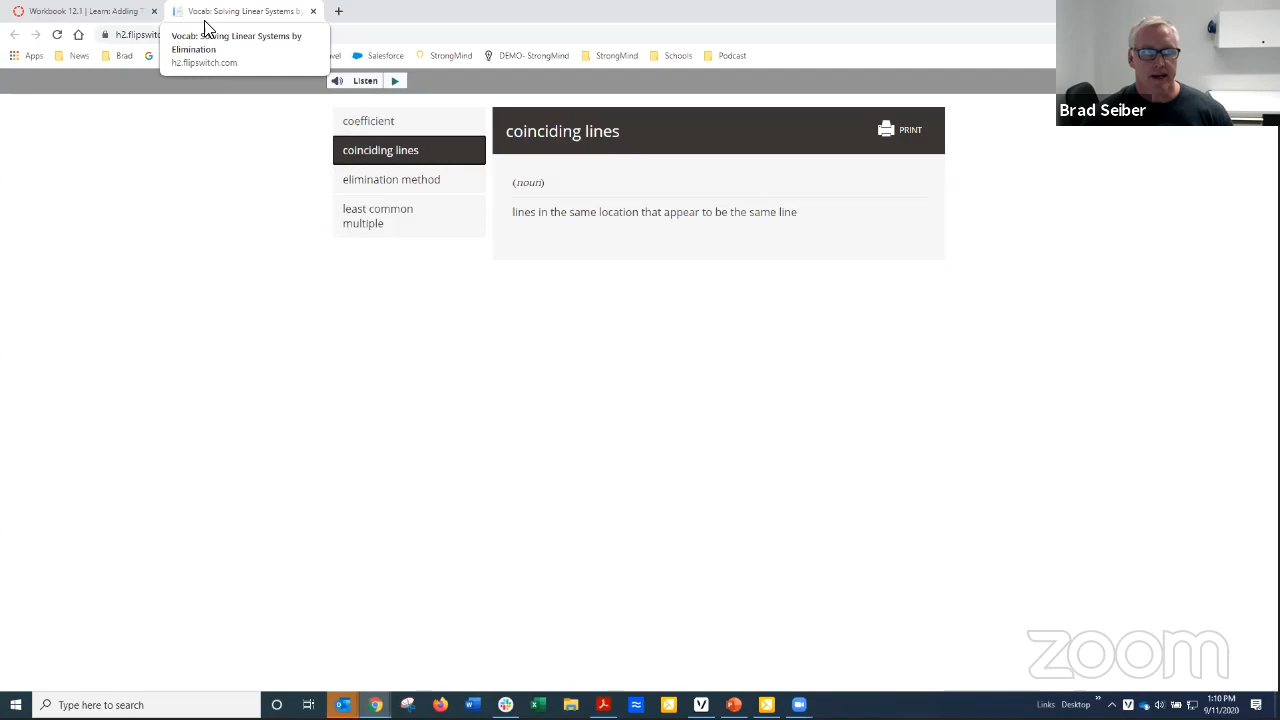 Workbook 12.1 | Learn: Adding
Vocab: Solving Linear Systems by
h2.flipswitc
Vocab: Solving Linear Systems by
Elimination
h2.flipswitch.com
Apps
News
Brad
Salesforce
StrongMind
DEMO- StrongMind
StrongMind
Schools
Podcast
Brad Seiber
Listen
coefficient
coinciding lines
elimination method
least common
multiple
coinciding lines
PRINT
(noun)
lines in the same location that appear to be the same line
zoom
Type here to search
Links
Desktop
1:10 PM
9/11/2020